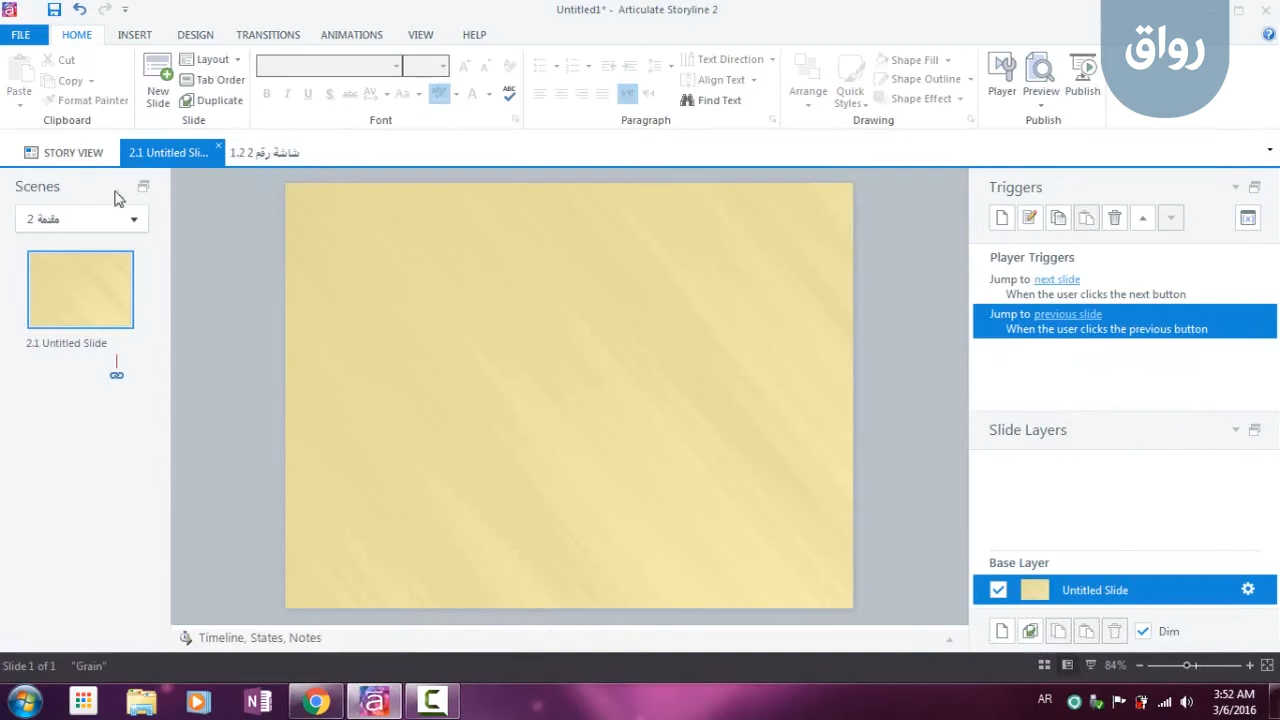 Untitled1* - Articulate Storyline 2
رواق
FILE HOME INSERT DESIGN TRANSITIONS ANIMATIONS VIEW HELP
Paste
Cut
Copy
Format Painter
Clipboard
New Slide
Layout
Tab Order
Duplicate
Slide
B I U S abc AV Aa A
ABC
Font
Text Direction
Align Text
Find Text
Paragraph
Arrange
Quick Styles
Shape Fill
Shape Outline
Shape Effect
Drawing
Player
Preview
Publish
Publish
STORY VIEW
2.1 Untitled Sli...
1.2 شاشة رقم 2
Scenes
2 مقدمة
2.1 Untitled Slide
Triggers
Player Triggers
Jump to next slide
When the user clicks the next button
Jump to previous slide
When the user clicks the previous button
Slide Layers
Base Layer
Untitled Slide
Dim
Timeline, States, Notes
Slide 1 of 1 "Grain"
84%
AR
3:52 AM
3/6/2016